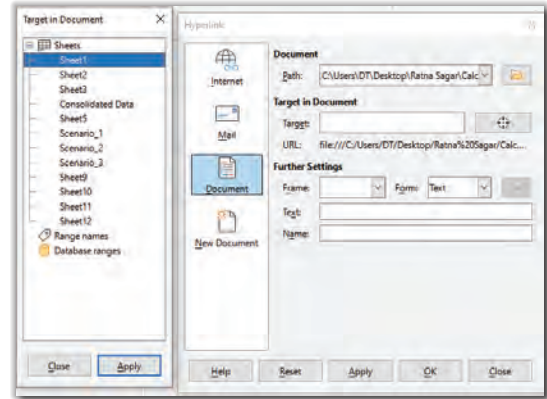 Target in Document
Sheets
Sheet1
Sheet2
Sheet3
Consolidated Data
Sheet5
Scenario_1
Scenario_2
Scenario_3
Sheet9
Sheet10
Sheet11
Sheet12
Range names
Database ranges
Close
Apply
Hyperlink
Internet
Mail
Document
New Document
Document
Path: C:\Users\DT\Desktop\Ratna Sagar\Calc
Target in Document
Target:
URL: file:///C:/Users/DT/Desktop/Ratna%20Sagar/Calc...
Further Settings
Frame: Form: Text
Text:
Name:
Help Reset Apply OK Close